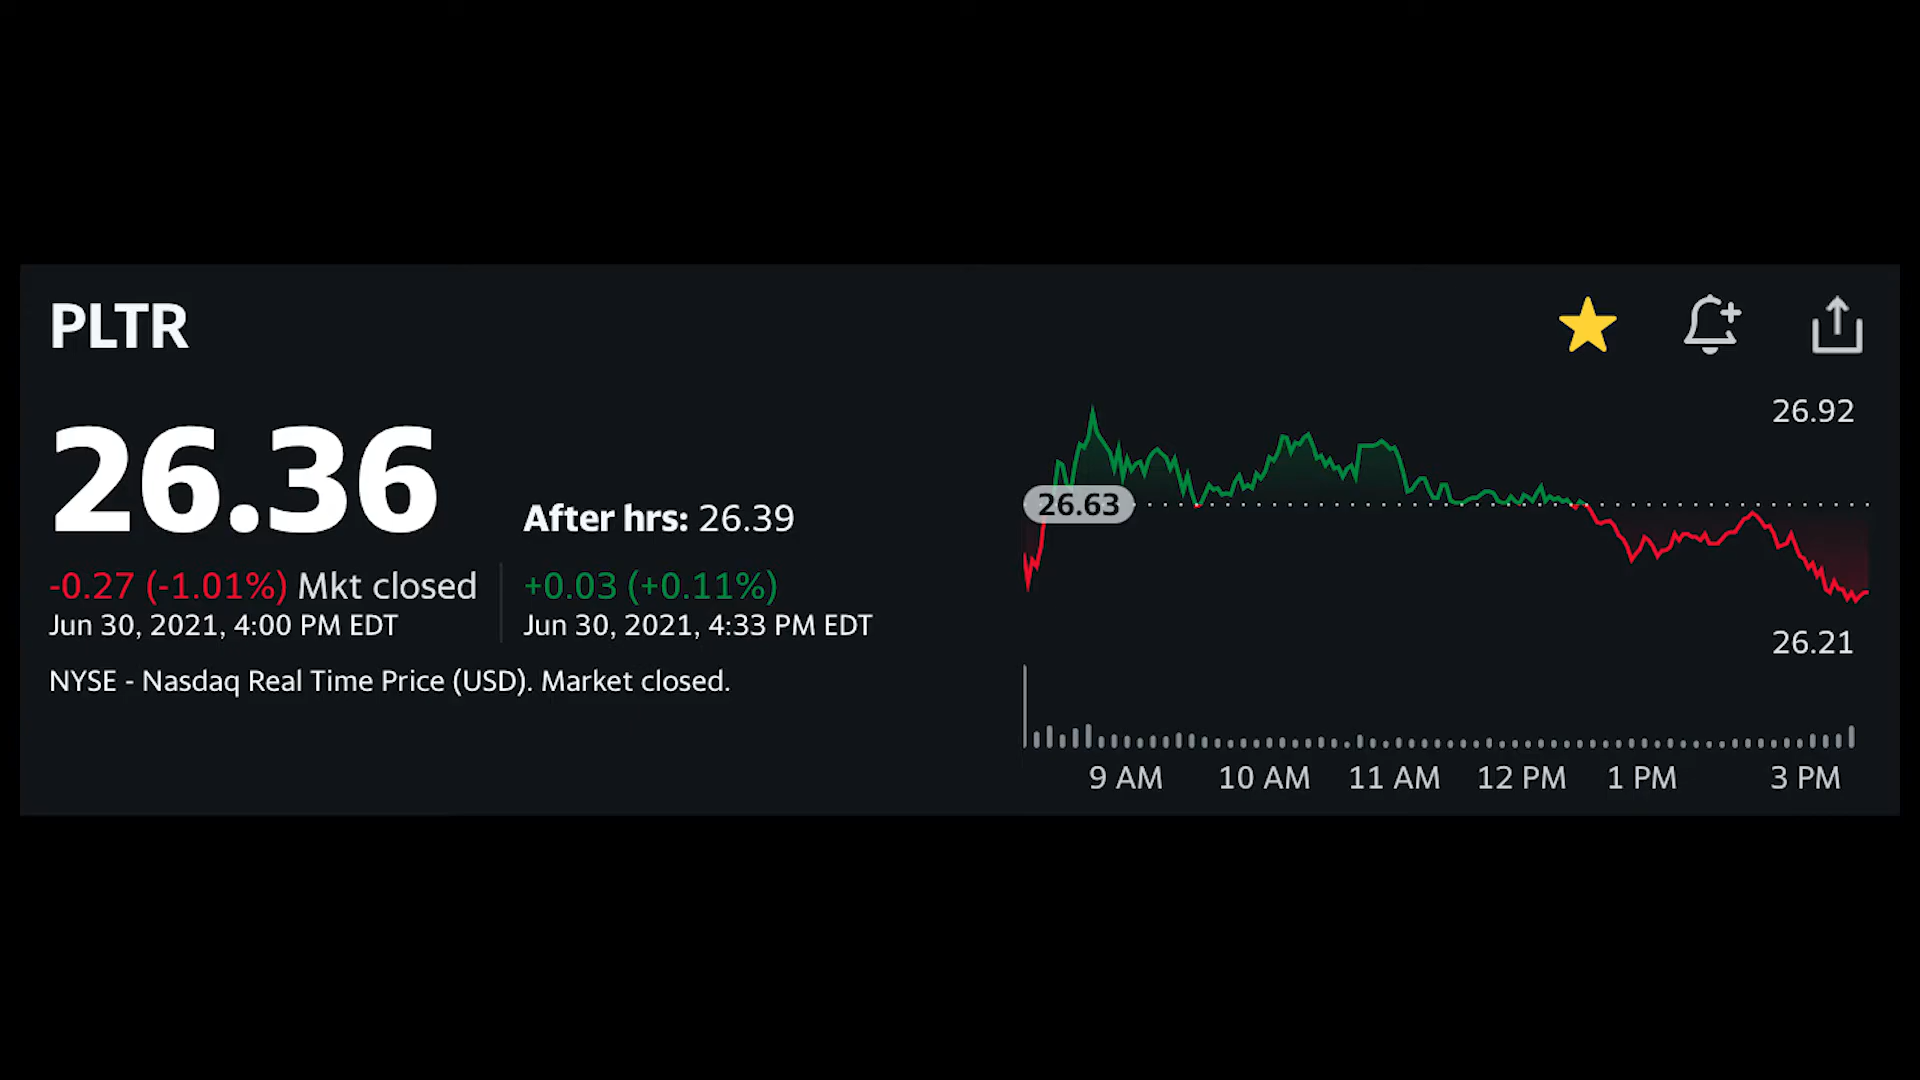 PLTR
26.36
After hrs: 26.39
-0.27 (-1.01%) Mkt closed
+0.03 (+0.11%)
Jun 30, 2021, 4:00 PM EDT
Jun 30, 2021, 4:33 PM EDT
NYSE - Nasdaq Real Time Price (USD). Market closed.
26.92
26.63
26.21
9 AM 10 AM 11 AM 12 PM 1 PM 3 PM